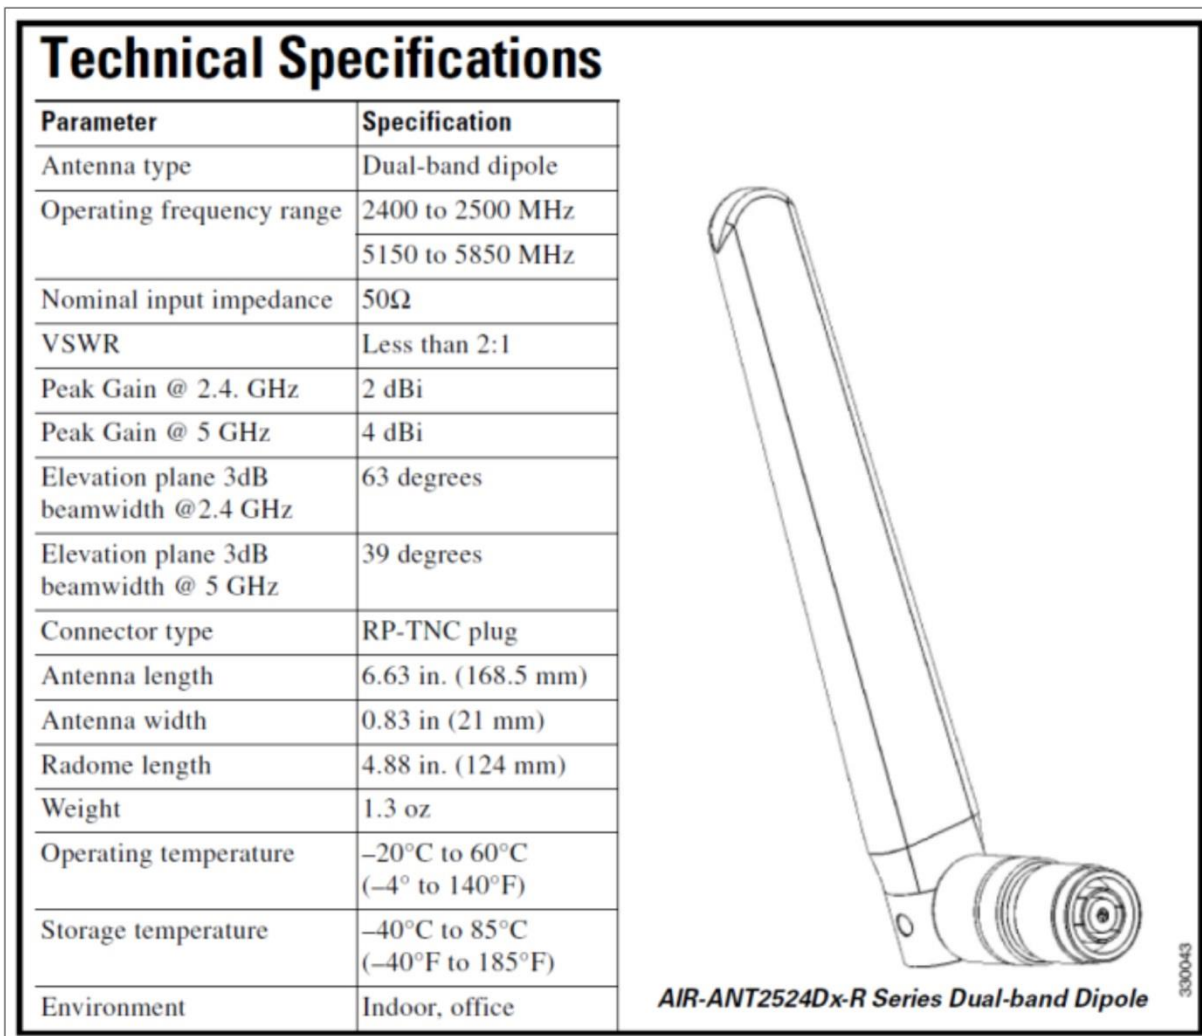 Technical Specifications
Parameter Specification
Antenna type Dual-band dipole
Operating frequency range 2400 to 2500 MHz
5150 to 5850 MHz
Nominal input impedance 50Ω
VSWR Less than 2:1
Peak Gain @ 2.4. GHz 2 dBi
Peak Gain @ 5 GHz 4 dBi
Elevation plane 3dB 63 degrees
beamwidth @2.4 GHz
Elevation plane 3dB 39 degrees
beamwidth @ 5 GHz
Connector type RP-TNC plug
Antenna length 6.63 in. (168.5 mm)
Antenna width 0.83 in (21 mm)
Radome length 4.88 in. (124 mm)
Weight 1.3 oz
Operating temperature –20°C to 60°C
(–4° to 140°F)
Storage temperature –40°C to 85°C
(–40°F to 185°F)
Environment Indoor, office
AIR-ANT2524Dx-R Series Dual-band Dipole
330043